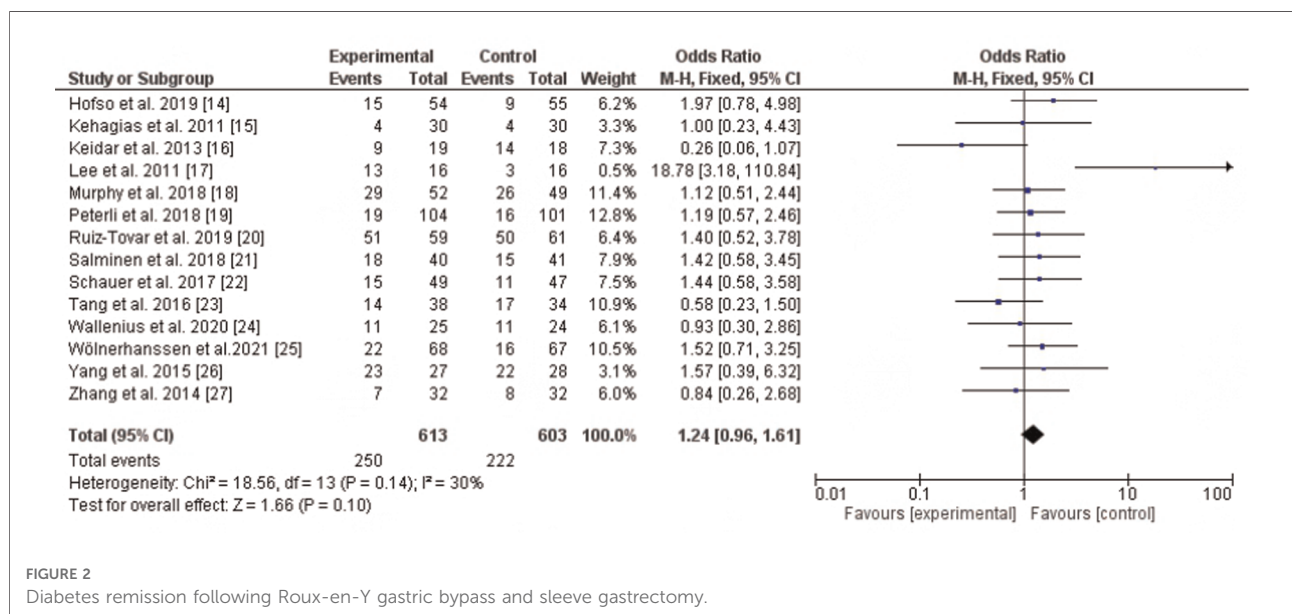 Experimental Control Odds Ratio Odds Ratio
Study or Subgroup Events Total Events Total Weight M-H, Fixed, 95% CI M-H, Fixed, 95% CI
Hofso et al. 2019 [14] 15 54 9 55 6.2% 1.97 [0.78, 4.98]
Kehagias et al. 2011 [15] 4 30 4 30 3.3% 1.00 [0.23, 4.43]
Keidar et al. 2013 [16] 9 19 14 18 7.3% 0.26 [0.06, 1.07]
Lee et al. 2011 [17] 13 16 3 16 0.5% 18.78 [3.18, 110.84]
Murphy et al. 2018 [18] 29 52 26 49 11.4% 1.12 [0.51, 2.44]
Peterli et al. 2018 [19] 19 104 16 101 12.8% 1.19 [0.57, 2.46]
Ruiz-Tovar et al. 2019 [20] 51 59 50 61 6.4% 1.40 [0.52, 3.78]
Salminen et al. 2018 [21] 18 40 15 41 7.9% 1.42 [0.58, 3.45]
Schauer et al. 2017 [22] 15 49 11 47 7.5% 1.44 [0.58, 3.58]
Tang et al. 2016 [23] 14 38 17 34 10.9% 0.58 [0.23, 1.50]
Wallenius et al. 2020 [24] 11 25 11 24 6.1% 0.93 [0.30, 2.86]
Wölnerhanssen et al.2021 [25] 22 68 16 67 10.5% 1.52 [0.71, 3.25]
Yang et al. 2015 [26] 23 27 22 28 3.1% 1.57 [0.39, 6.32]
Zhang et al. 2014 [27] 7 32 8 32 6.0% 0.84 [0.26, 2.68]
Total (95% CI) 613 603 100.0% 1.24 [0.96, 1.61]
Total events 250 222
Heterogeneity: Chi² = 18.56, df = 13 (P = 0.14); I² = 30%
Test for overall effect: Z = 1.66 (P = 0.10)
0.01 0.1 1 10 100
Favours [experimental] Favours [control]
FIGURE 2
Diabetes remission following Roux-en-Y gastric bypass and sleeve gastrectomy.